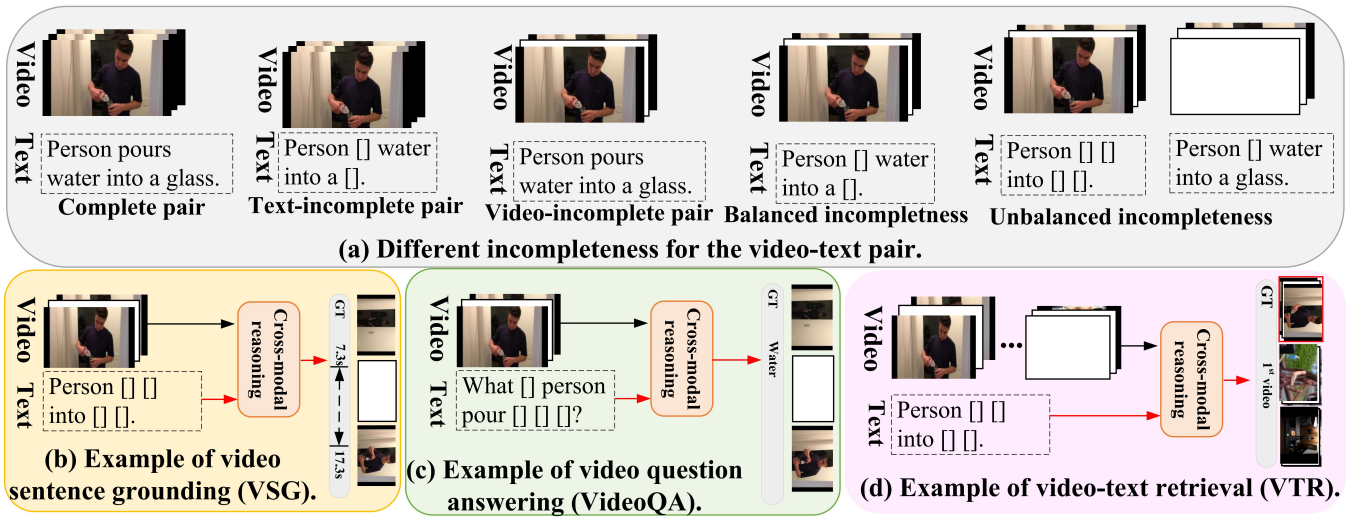 Video
Text
Person pours
water into a glass.
Complete pair
Person [] water
into a [].
Text-incomplete pair
Person pours
water into a glass.
Video-incomplete pair
Video
Text
Person [] water
into a [].
Balanced incompletness
Video
Text
Person [] []
into [] [].
Person [] water
into a glass.
Unbalanced incompleteness
Video
Text
Video
Text
(a) Different incompleteness for the video-text pair.
Video
Text
Person [] []
into [] [].
Cross-modal
reasoning
GT
7.3s
17.3s
(b) Example of video
sentence grounding (VSG).
Video
Text
What [] person
pour [] [] []?
Cross-modal
reasoning
GT
Water
(c) Example of video question
answering (VideoQA).
Video
Text
Person [] []
into [] [].
Cross-modal
reasoning
GT
1st video
(d) Example of video-text retrieval (VTR).